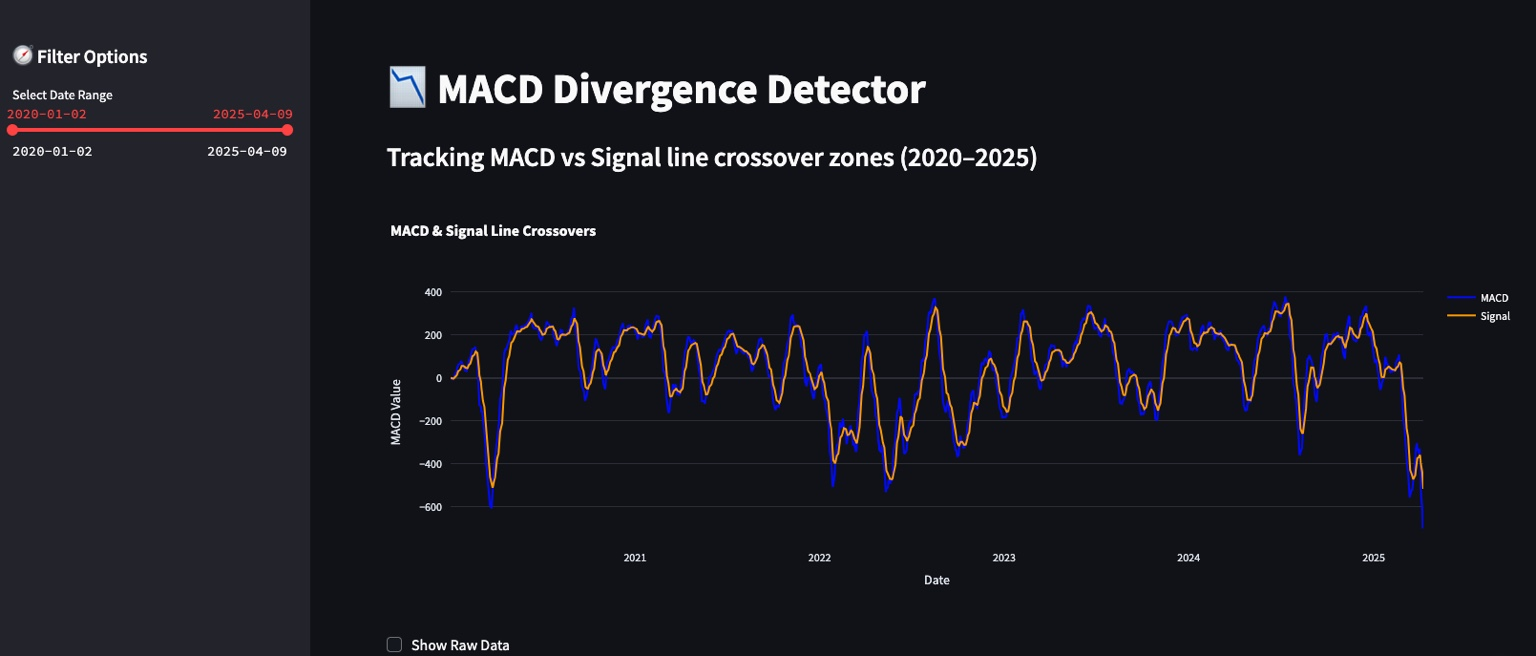 Filter Options
Select Date Range
2020-01-02 2025-04-09
2020-01-02 2025-04-09
MACD Divergence Detector
Tracking MACD vs Signal line crossover zones (2020–2025)
MACD & Signal Line Crossovers
MACD Value
400
200
0
−200
−400
−600
2021 2022 2023 2024 2025
Date
MACD
Signal
Show Raw Data